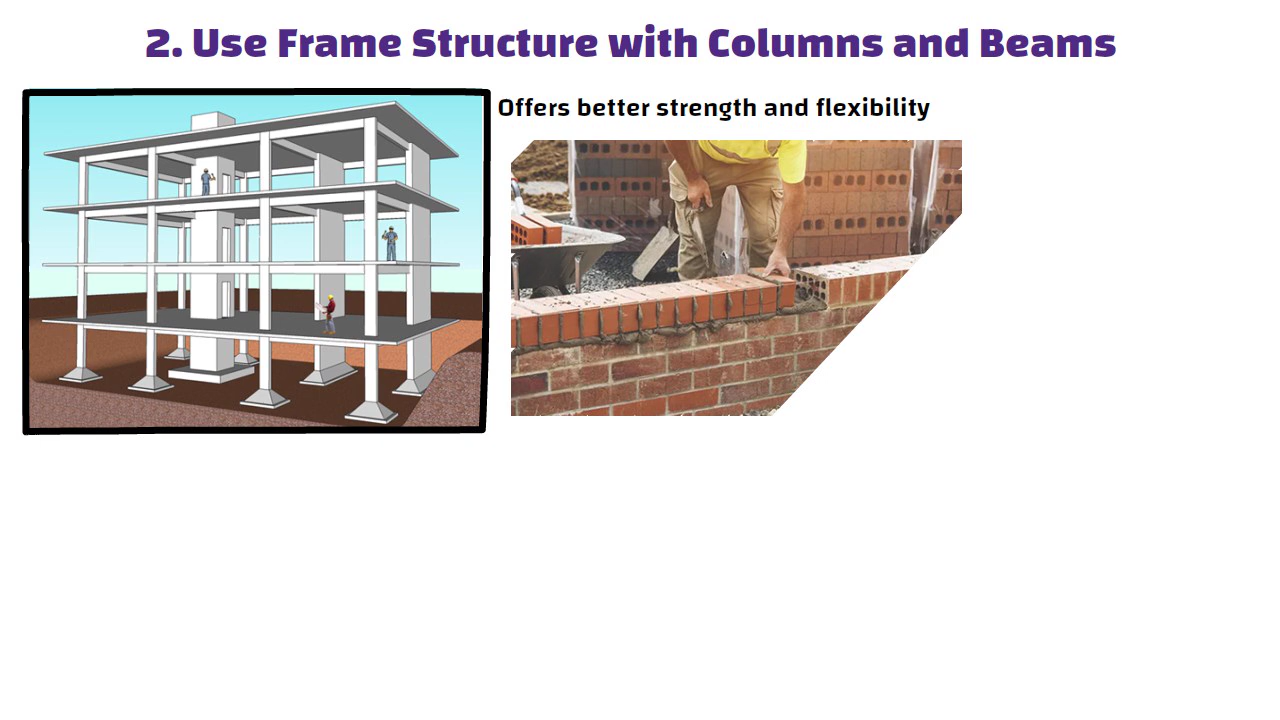 2. Use Frame Structure with Columns and Beams
Offers better strength and flexibility